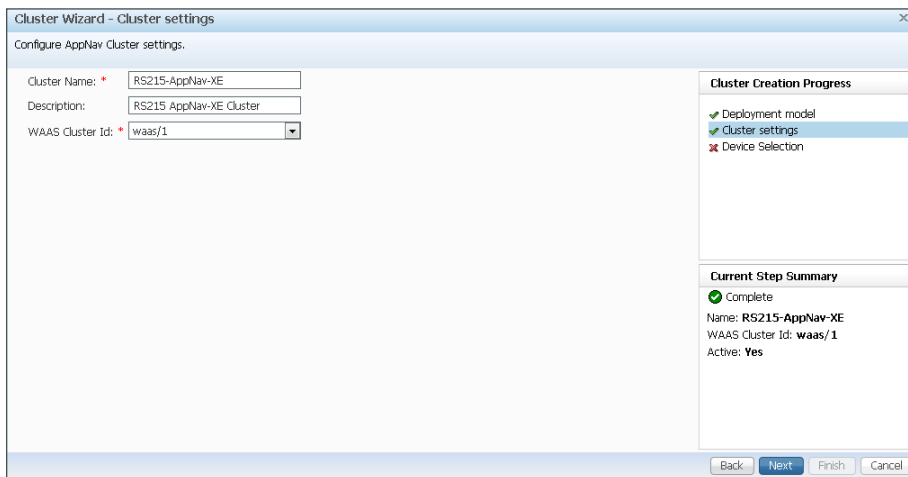 Cluster Wizard - Cluster settings
Configure AppNav Cluster settings.
Cluster Name: * RS215-AppNav-XE
Description: RS215 AppNav-XE Cluster
WAAS Cluster Id: * waas/1
Cluster Creation Progress
Deployment model
Cluster settings
Device Selection
Current Step Summary
Complete
Name: RS215-AppNav-XE
WAAS Cluster Id: waas/1
Active: Yes
Back Next Finish Cancel